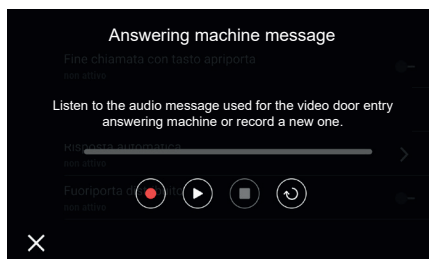 Answering machine message
Fine chiamata con tasto apriporta
non attivo
Listen to the audio message used for the video door entry
answering machine or record a new one.
Risposta automatica
non attivo
Fuoriporta
non attivo